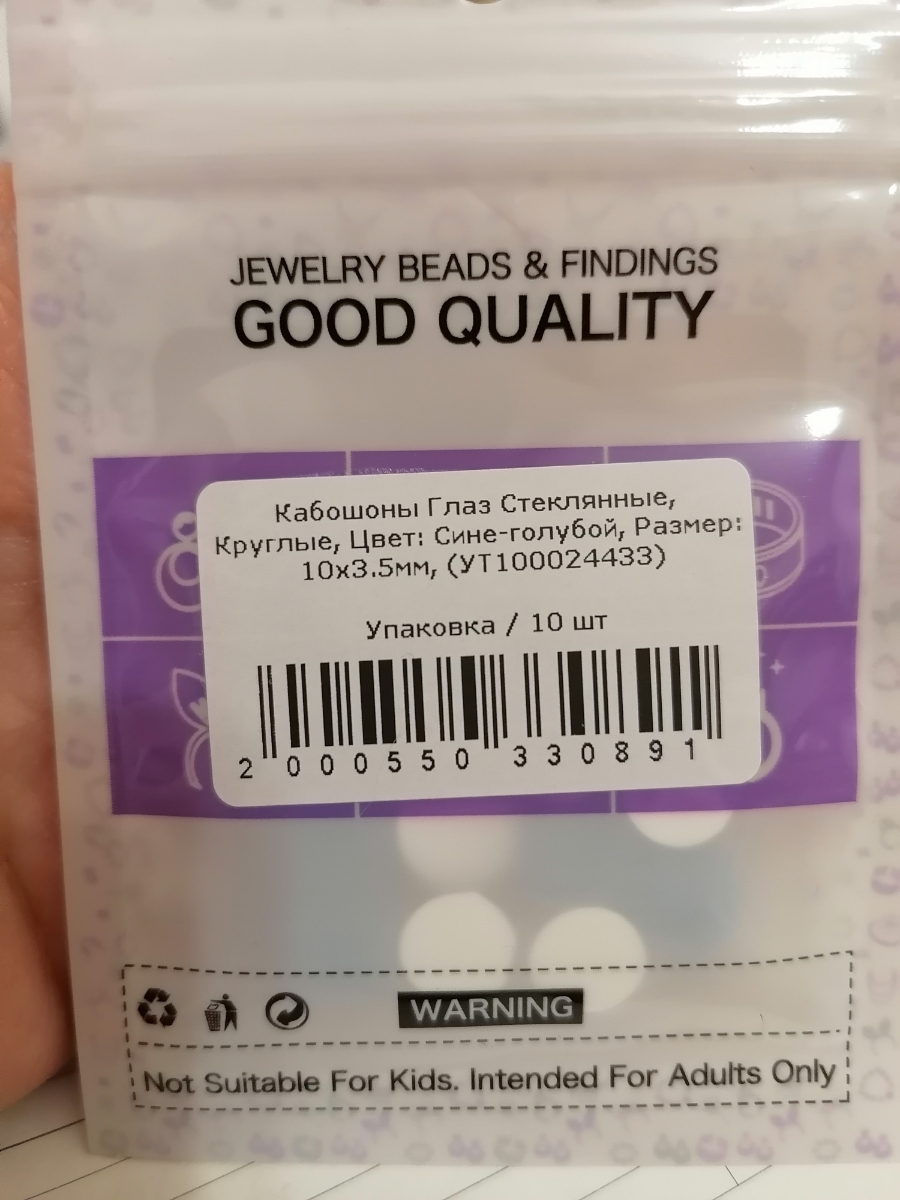 JEWELRY BEADS & FINDINGS
GOOD QUALITY
Кабошоны Глаз Стеклянные,
Круглые, Цвет: Сине-голубой, Размер:
10x3.5мм, (УТ100024433)
Упаковка / 10 шт
2 000550 330891
WARNING
Not Suitable For Kids. Intended For Adults Only